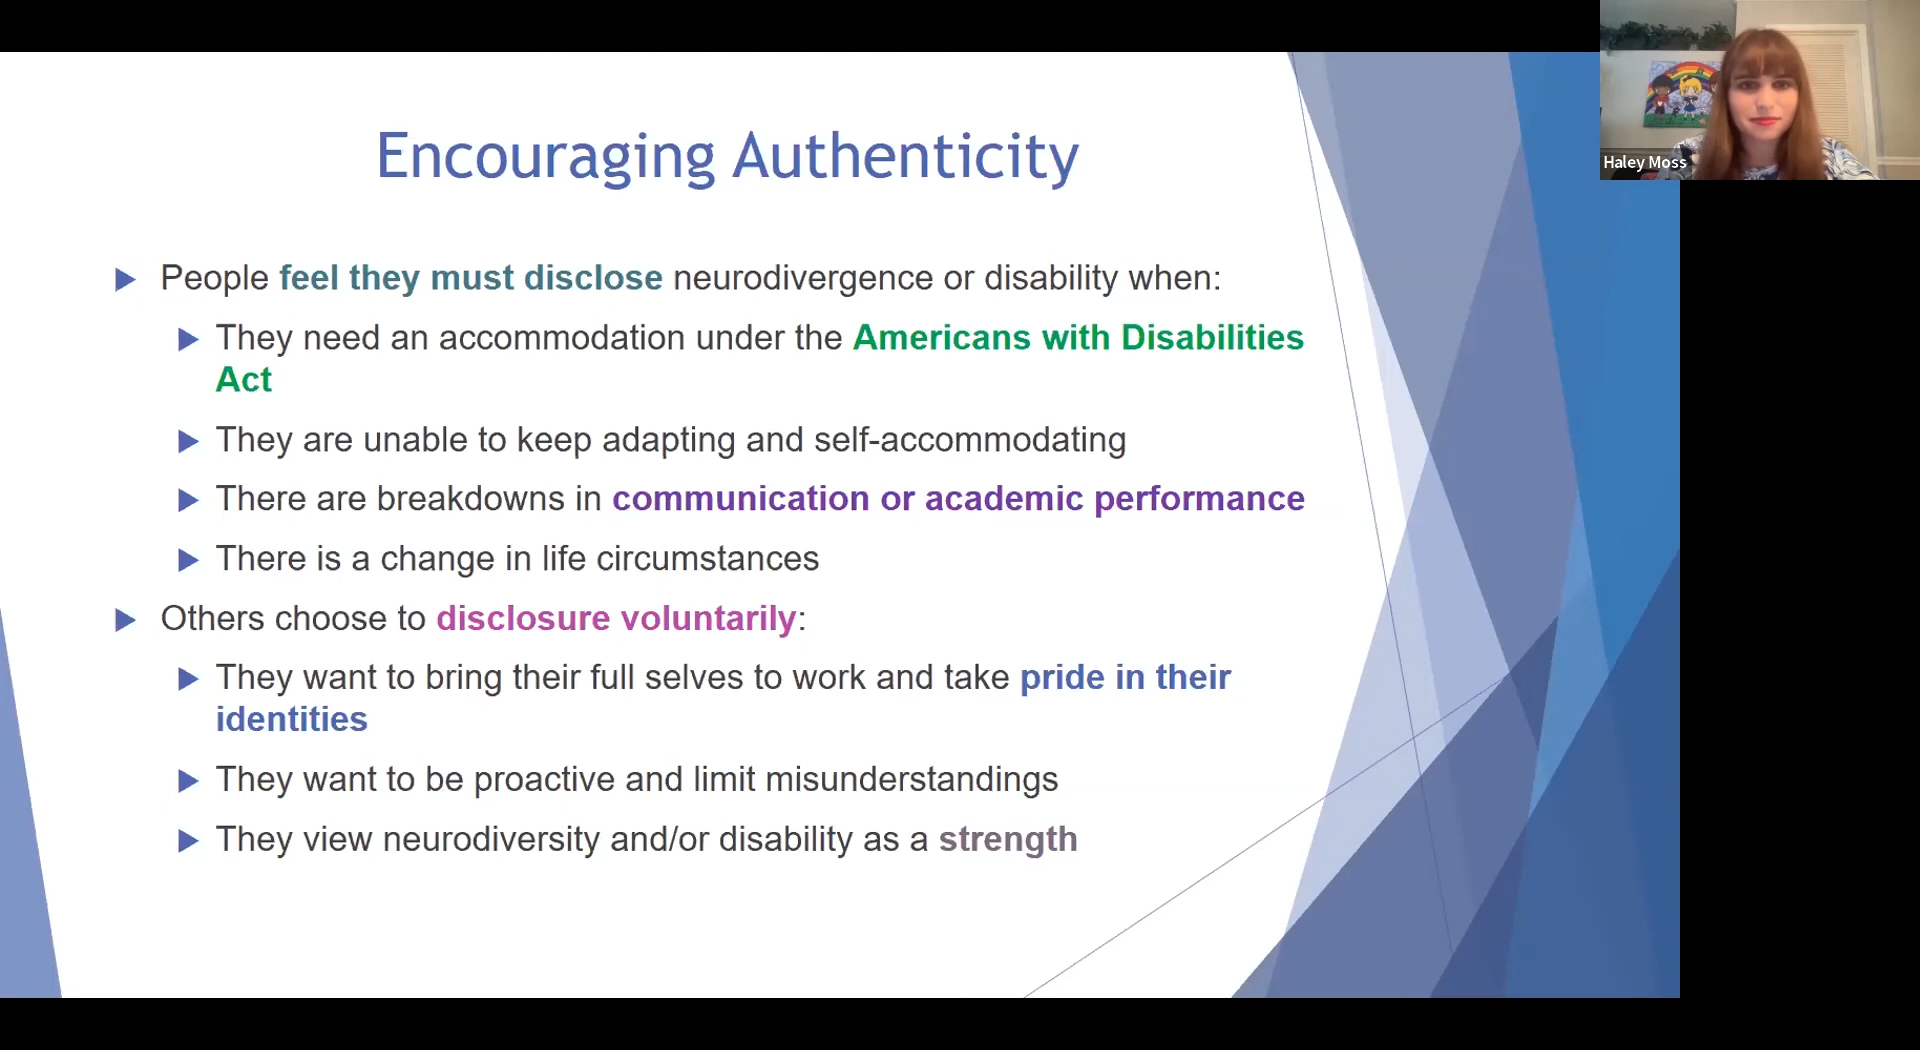 Haley Moss
Encouraging Authenticity
People feel they must disclose neurodivergence or disability when:
They need an accommodation under the Americans with Disabilities
Act
They are unable to keep adapting and self-accommodating
There are breakdowns in communication or academic performance
There is a change in life circumstances
Others choose to disclosure voluntarily:
They want to bring their full selves to work and take pride in their
identities
They want to be proactive and limit misunderstandings
They view neurodiversity and/or disability as a strength